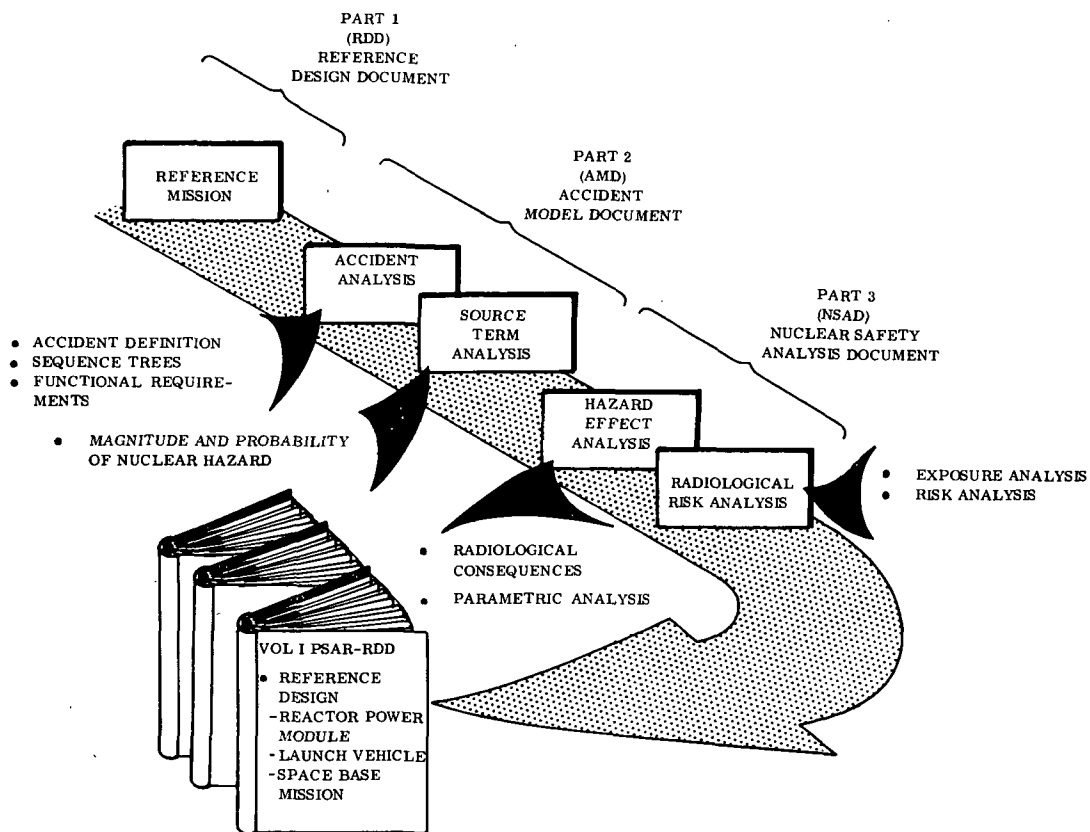 PART 1
(RDD)
REFERENCE
DESIGN DOCUMENT
PART 2
(AMD)
ACCIDENT
MODEL DOCUMENT
PART 3
(NSAD)
NUCLEAR SAFETY
ANALYSIS DOCUMENT
REFERENCE
MISSION
ACCIDENT
ANALYSIS
SOURCE
TERM
ANALYSIS
HAZARD
EFFECT
ANALYSIS
RADIOLOGICAL
RISK ANALYSIS
• ACCIDENT DEFINITION
• SEQUENCE TREES
• FUNCTIONAL REQUIRE-
MENTS
• MAGNITUDE AND PROBABILITY
OF NUCLEAR HAZARD
• EXPOSURE ANALYSIS
• RISK ANALYSIS
• RADIOLOGICAL
CONSEQUENCES
• PARAMETRIC ANALYSIS
VOL I PSAR-RDD
• REFERENCE
DESIGN
-REACTOR POWER
MODULE
-LAUNCH VEHICLE
-SPACE BASE
MISSION